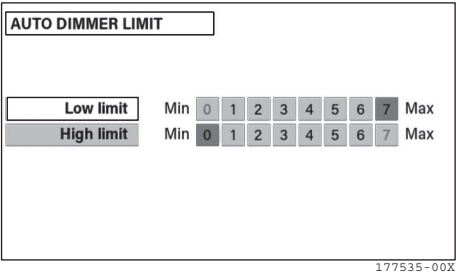 AUTO DIMMER LIMIT
Low limit Min 0 1 2 3 4 5 6 7 Max
High limit Min 0 1 2 3 4 5 6 7 Max
177535-00X